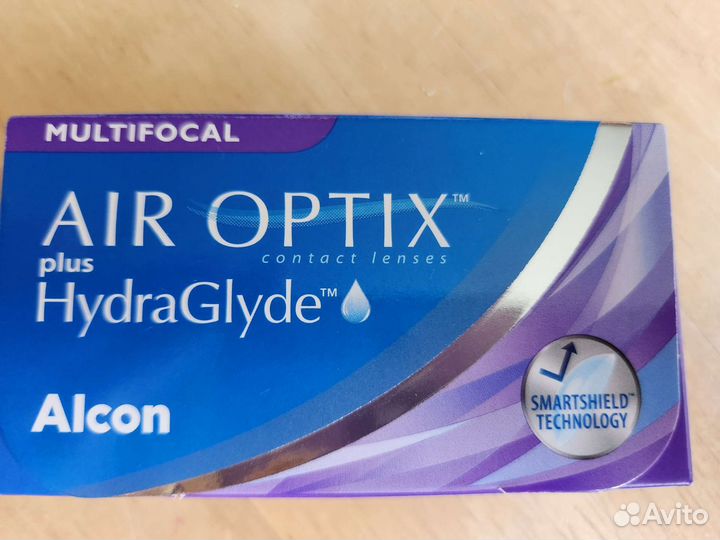 MULTIFOCAL
AIR OPTIX™
contact lenses
plus
HydraGlyde™
Alcon
SMARTSHIELD™
TECHNOLOGY
Avito